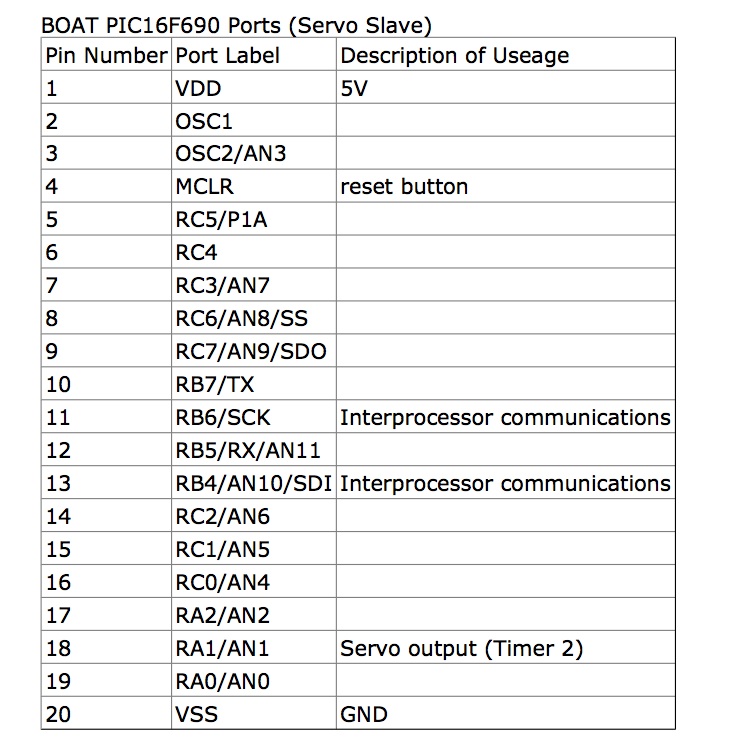 BOAT PIC16F690 Ports (Servo Slave)
Pin Number Port Label Description of Useage
1 VDD 5V
2 OSC1
3 OSC2/AN3
4 MCLR reset button
5 RC5/P1A
6 RC4
7 RC3/AN7
8 RC6/AN8/SS
9 RC7/AN9/SDO
10 RB7/TX
11 RB6/SCK Interprocessor communications
12 RB5/RX/AN11
13 RB4/AN10/SDI Interprocessor communications
14 RC2/AN6
15 RC1/AN5
16 RC0/AN4
17 RA2/AN2
18 RA1/AN1 Servo output (Timer 2)
19 RA0/AN0
20 VSS GND